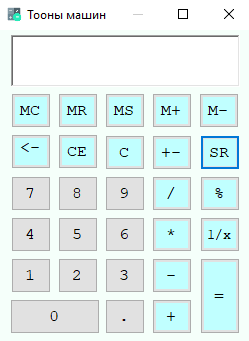 Тооны машин
MC MR MS M+ M-
<- CE C +- SR
7 8 9 / %
4 5 6 * 1/x
1 2 3 - =
0 . +